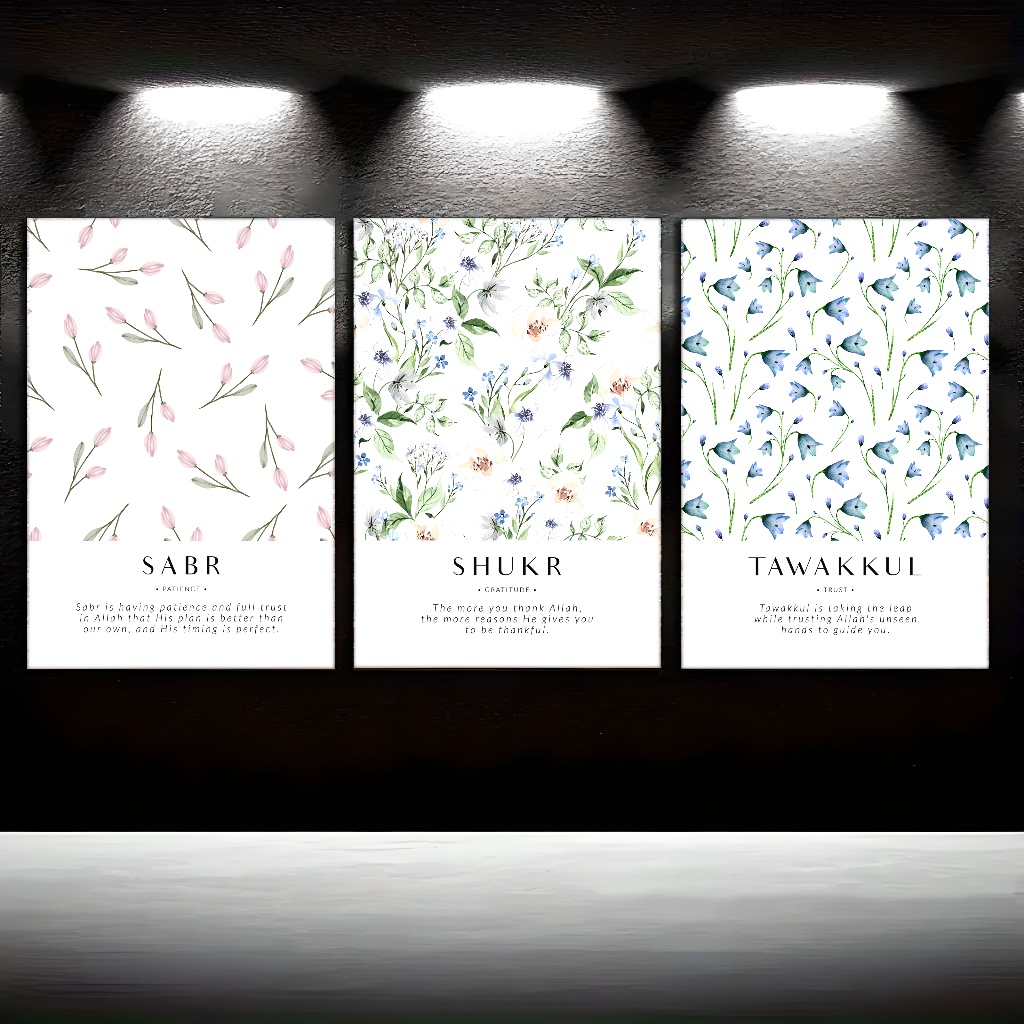 SABR
• PATIENCE •
Sabr is having patience and full trust
in Allah that His plan is better than
our own, and His timing is perfect.
SHUKR
• GRATITUDE •
The more you thank Allah,
the more reasons He gives you
to be thankful.
TAWAKKUL
• TRUST •
Tawakkul is taking the leap
while trusting Allah's unseen
hands to guide you.